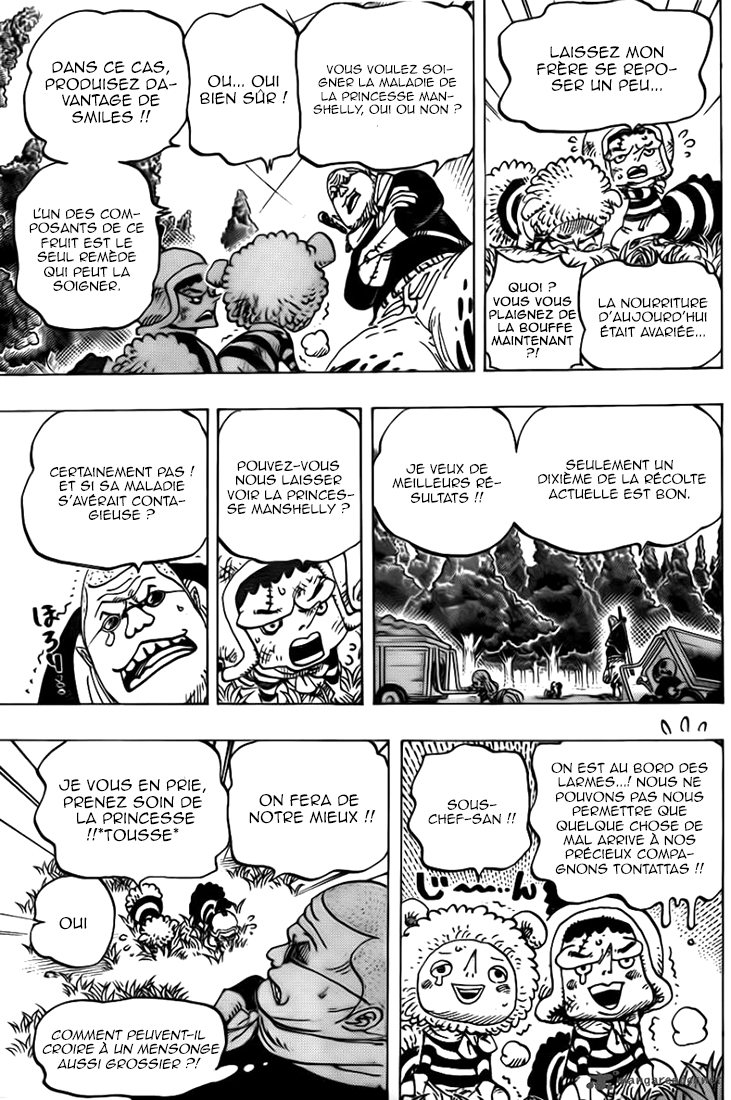 LAISSEZ MON
FRÈRE SE REPO-
SER UN PEU...
LA NOURRITURE
D'AUJOURD'HUI
ÉTAIT AVARIÉE...
QUOI ?
VOUS VOUS
PLAIGNEZ DE
LA BOUFFE
MAINTENANT
?!
VOUS VOULEZ SOI-
GNER LA MALADIE DE
LA PRINCESSE MAN-
SHELLY, OUI OU NON ?
OU... OUI
BIEN SÛR !
DANS CE CAS,
PRODUISEZ DA-
VANTAGE DE
SMILES !!
L'UN DES COM-
POSANTS DE CE
FRUIT EST LE
SEUL REMÈDE
QUI PEUT LA
SOIGNER.
SEULEMENT UN
DIXIÈME DE LA RÉCOLTE
ACTUELLE EST BON.
JE VEUX DE
MEILLEURS RÉ-
SULTATS !!
POUVEZ-VOUS
NOUS LAISSER
VOIR LA PRINCES-
SE MANSHELLY ?
CERTAINEMENT PAS !
ET SI SA MALADIE
S'AVÉRAIT CONTA-
GIEUSE ?
ほろっ
ON EST AU BORD DES
LARMES...! NOUS NE
POUVONS PAS NOUS
PERMETTRE QUE
QUELQUE CHOSE DE
MAL ARRIVE À NOS
PRÉCIEUX COMPA-
GNONS TONTATTAS !!
SOUS-
CHEF-SAN !!
じーーん
ON FERA DE
NOTRE MIEUX !!
JE VOUS EN PRIE,
PRENEZ SOIN DE
LA PRINCESSE
!!*TOUSSE*
OUI
COMMENT PEUVENT-IL
CROIRE À UN MENSONGE
AUSSI GROSSIER ?!